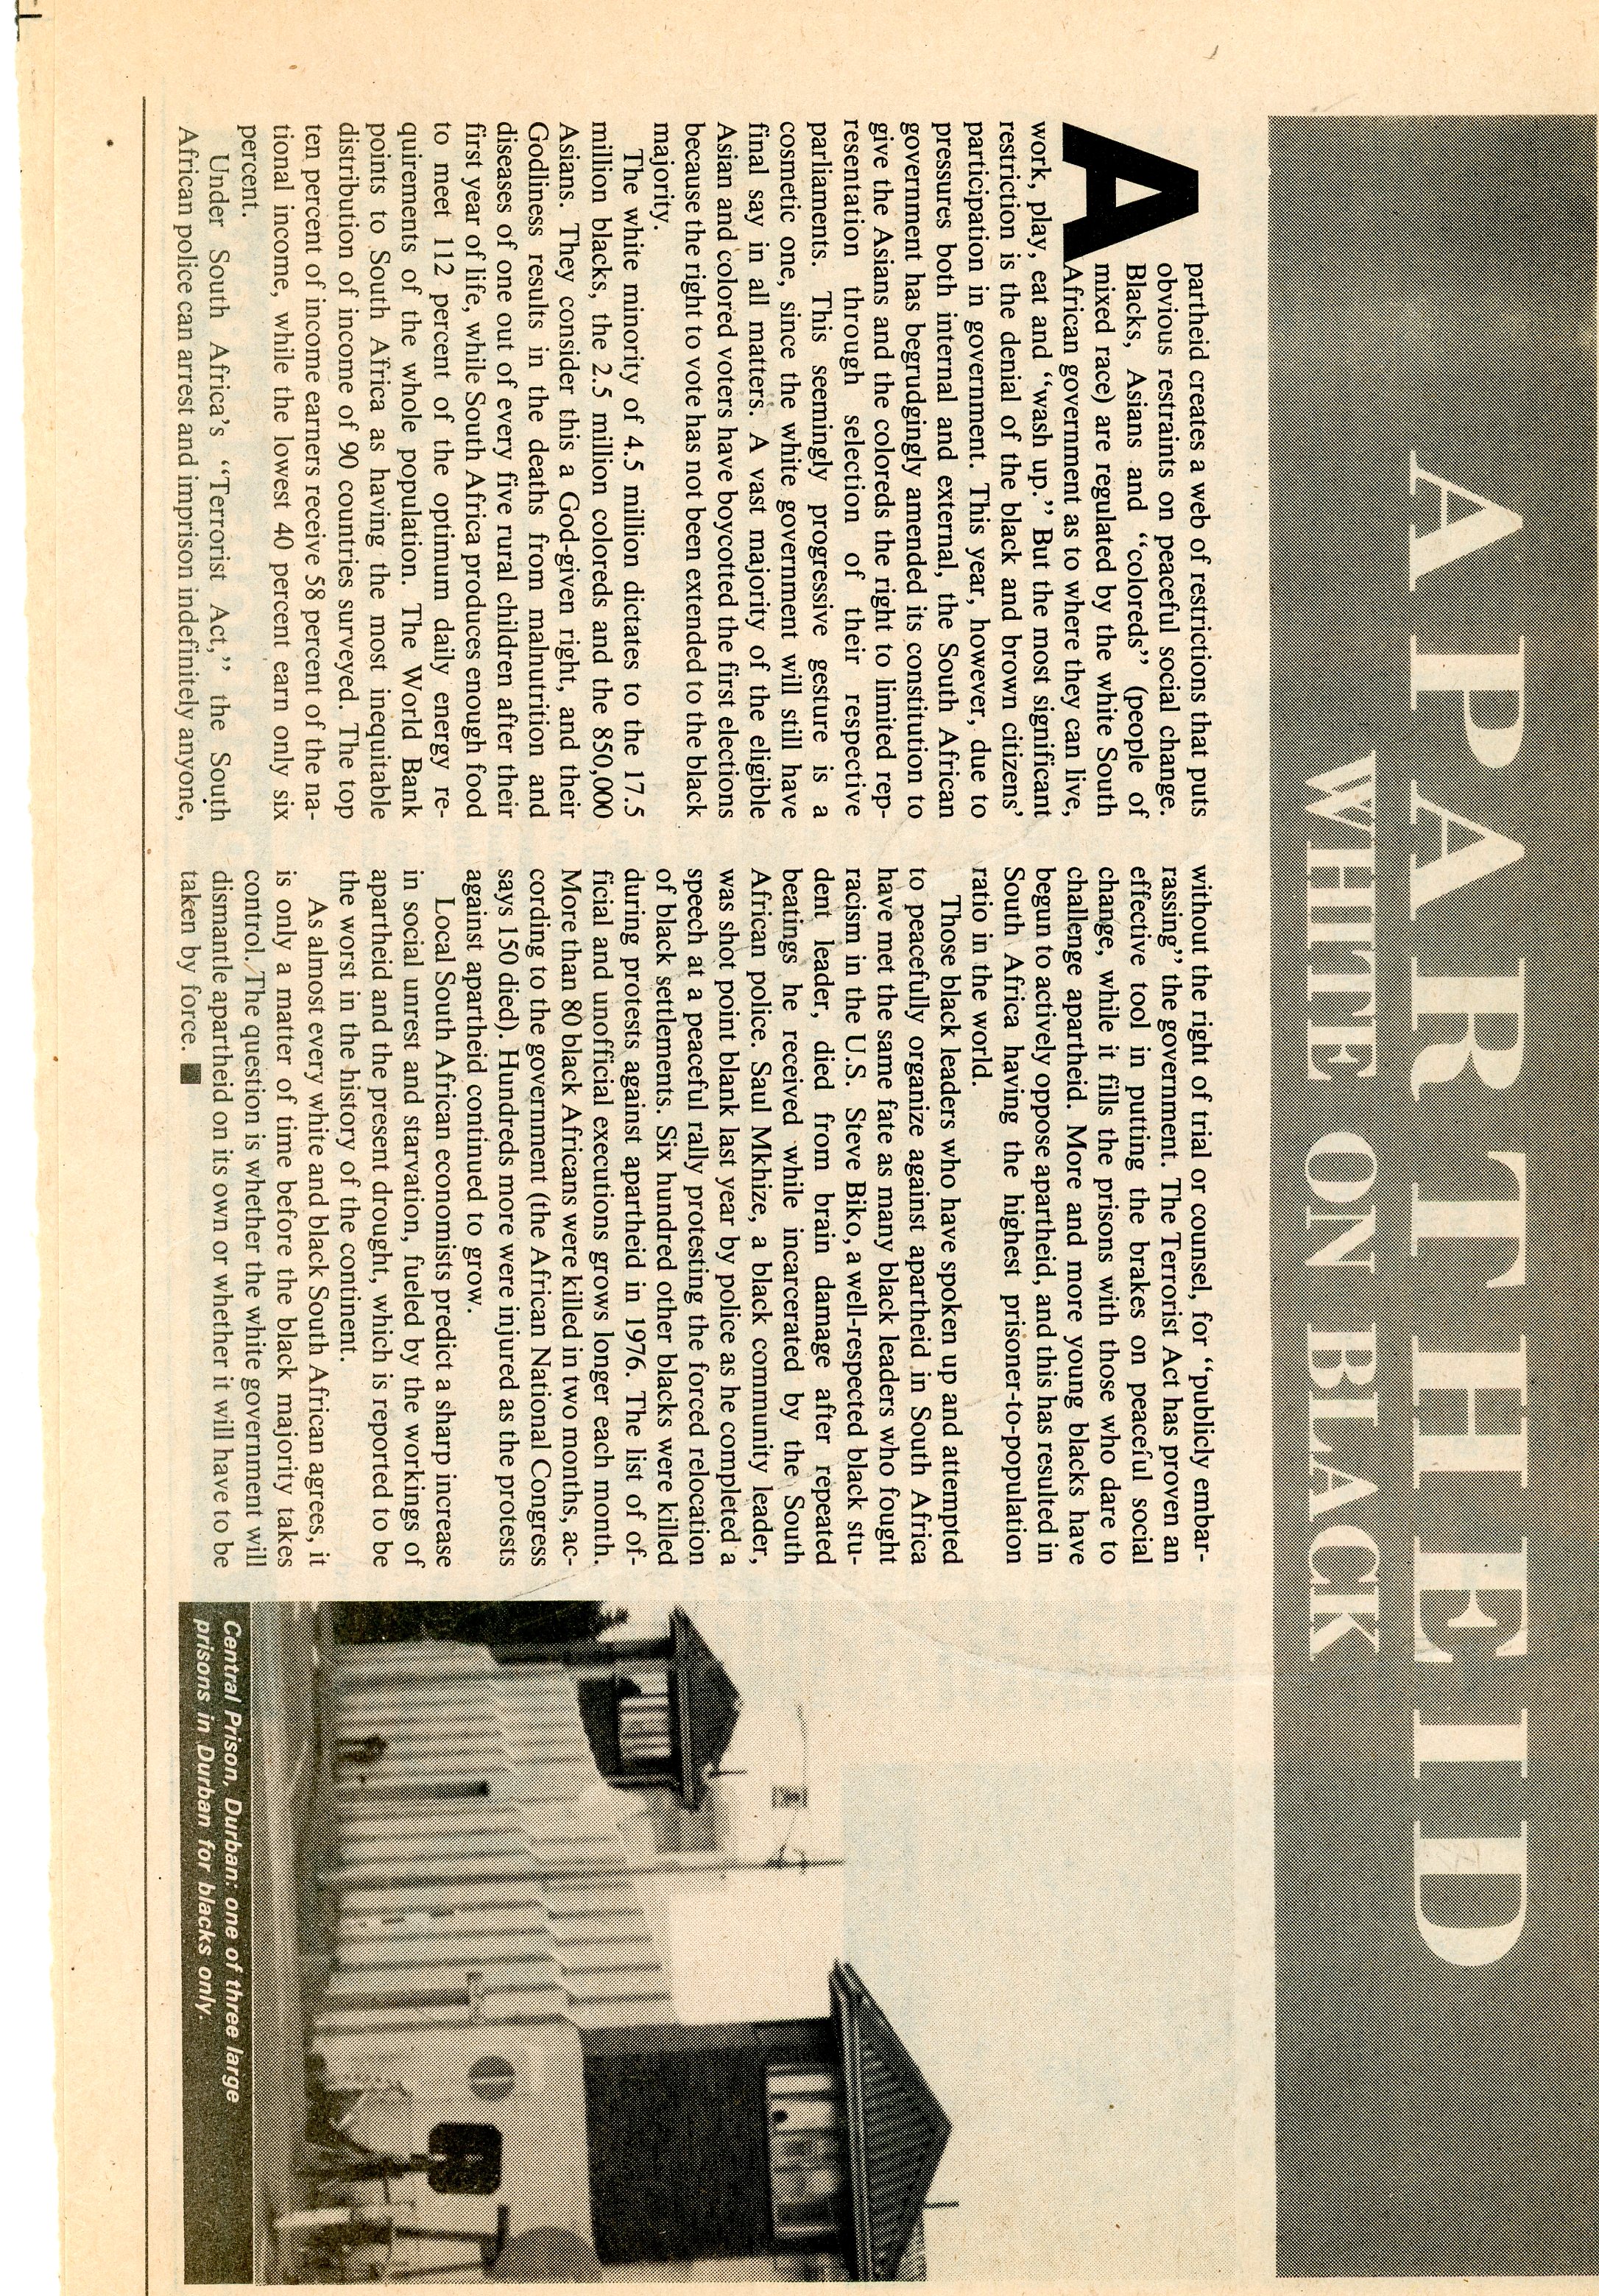 APARTHEID
WHITE ON BLACK
Apartheid creates a web of restrictions that puts
obvious restraints on peaceful social change.
Blacks, Asians and “coloreds” (people of
mixed race) are regulated by the white South
African government as to where they can live,
work, play, eat and “wash up.” But the most significant
restriction is the denial of the black and brown citizens’
participation in government. This year, however, due to
pressures both internal and external, the South African
government has begrudgingly amended its constitution to
give the Asians and the coloreds the right to limited rep-
resentation through selection of their respective
parliaments. This seemingly progressive gesture is a
cosmetic one, since the white government will still have
final say in all matters. A vast majority of the eligible
Asian and colored voters have boycotted the first elections
because the right to vote has not been extended to the black
majority.
The white minority of 4.5 million dictates to the 17.5
million blacks, the 2.5 million coloreds and the 850,000
Asians. They consider this a God-given right, and their
Godliness results in the deaths from malnutrition and
diseases of one out of every five rural children after their
first year of life, while South Africa produces enough food
to meet 112 percent of the optimum daily energy re-
quirements of the whole population. The World Bank
points to South Africa as having the most inequitable
distribution of income of 90 countries surveyed. The top
ten percent of income earners receive 58 percent of the na-
tional income, while the lowest 40 percent earn only six
percent.
Under South Africa’s “Terrorist Act,” the South
African police can arrest and imprison indefinitely anyone,
without the right of trial or counsel, for “publicly embar-
rassing” the government. The Terrorist Act has proven an
effective tool in putting the brakes on peaceful social
change, while it fills the prisons with those who dare to
challenge apartheid. More and more young blacks have
begun to actively oppose apartheid, and this has resulted in
South Africa having the highest prisoner-to-population
ratio in the world.
Those black leaders who have spoken up and attempted
to peacefully organize against apartheid in South Africa
have met the same fate as many black leaders who fought
racism in the U.S. Steve Biko, a well-respected black stu-
dent leader, died from brain damage after repeated
beatings he received while incarcerated by the South
African police. Saul Mkhize, a black community leader,
was shot point blank last year by police as he completed a
speech at a peaceful rally protesting the forced relocation
of black settlements. Six hundred other blacks were killed
during protests against apartheid in 1976. The list of of-
ficial and unofficial executions grows longer each month.
More than 80 black Africans were killed in two months, ac-
cording to the government (the African National Congress
says 150 died). Hundreds more were injured as the protests
against apartheid continued to grow.
Local South African economists predict a sharp increase
in social unrest and starvation, fueled by the workings of
apartheid and the present drought, which is reported to be
the worst in the history of the continent.
As almost every white and black South African agrees, it
is only a matter of time before the black majority takes
control. The question is whether the white government will
dismantle apartheid on its own or whether it will have to be
taken by force. ■
Central Prison, Durban: one of three large
prisons in Durban for blacks only.